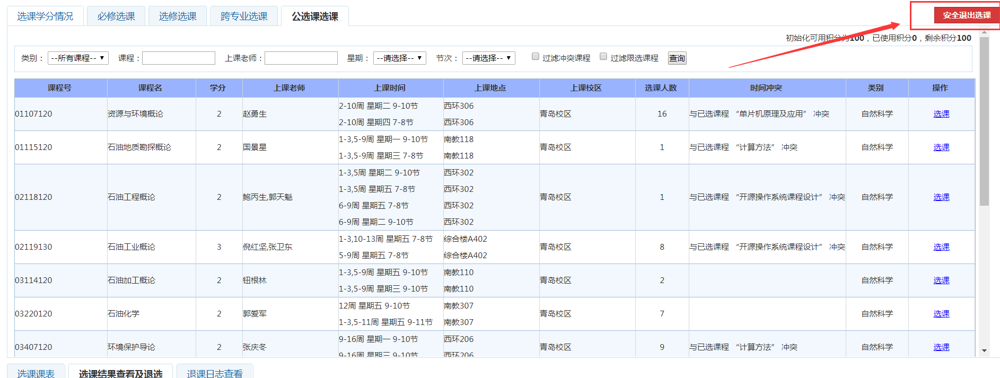 选课学分情况 必修选课 选修选课 跨专业选课 公选课选课 安全退出选课
初始化可用积分为100，已使用积分0，剩余积分100
类别： --所有课程-- 课程： 上课老师： 星期： --请选择-- 节次： --请选择-- 过滤冲突课程 过滤限选课程 查询
课程号 课程名 学分 上课老师 上课时间 上课地点 上课校区 选课人数 时间冲突 类别 操作
01107120 资源与环境概论 2 赵勇生 2-10周 星期二 9-10节 西环306 青岛校区 16 与已选课程 “单片机原理及应用” 冲突 自然科学 选课
2-10周 星期四 7-8节 西环306
01115120 石油地质勘探概论 2 国景星 1-3,5-9周 星期一 9-10节 南教118 青岛校区 1 与已选课程 “计算方法” 冲突 自然科学 选课
1-3,5-9周 星期三 7-8节 南教118
02118120 石油工程概论 2 鲍丙生,郭天魁 1-3,5周 星期二 9-10节 西环302 青岛校区 1 与已选课程 “开源操作系统课程设计” 冲突 自然科学 选课
1-3,5周 星期五 7-8节 西环302
6-9周 星期五 7-8节 西环302
6-9周 星期二 9-10节 西环302
02119130 石油工业概论 3 倪红坚,张卫东 1-3,10-13周 星期五 7-8节 综合楼A402 青岛校区 8 与已选课程 “开源操作系统课程设计” 冲突 自然科学 选课
5-9周 星期五 7-8节 综合楼A402
03114120 石油加工概论 2 钮根林 1-3,5-9周 星期五 9-10节 南教110 青岛校区 2 自然科学 选课
1-3,5-9周 星期三 9-10节 南教110
03220120 石油化学 2 郭爱军 12周 星期五 9-10节 南教307 青岛校区 7 自然科学 选课
1-3,5-11周 星期五 9-11节 南教307
03407120 环境保护导论 2 张庆冬 9-16周 星期一 9-10节 西环206 青岛校区 9 与已选课程 “计算方法” 冲突 自然科学 选课
9-16周 星期三 9-10节 西环206
选课课表 选课结果查看及退选 退课日志查看